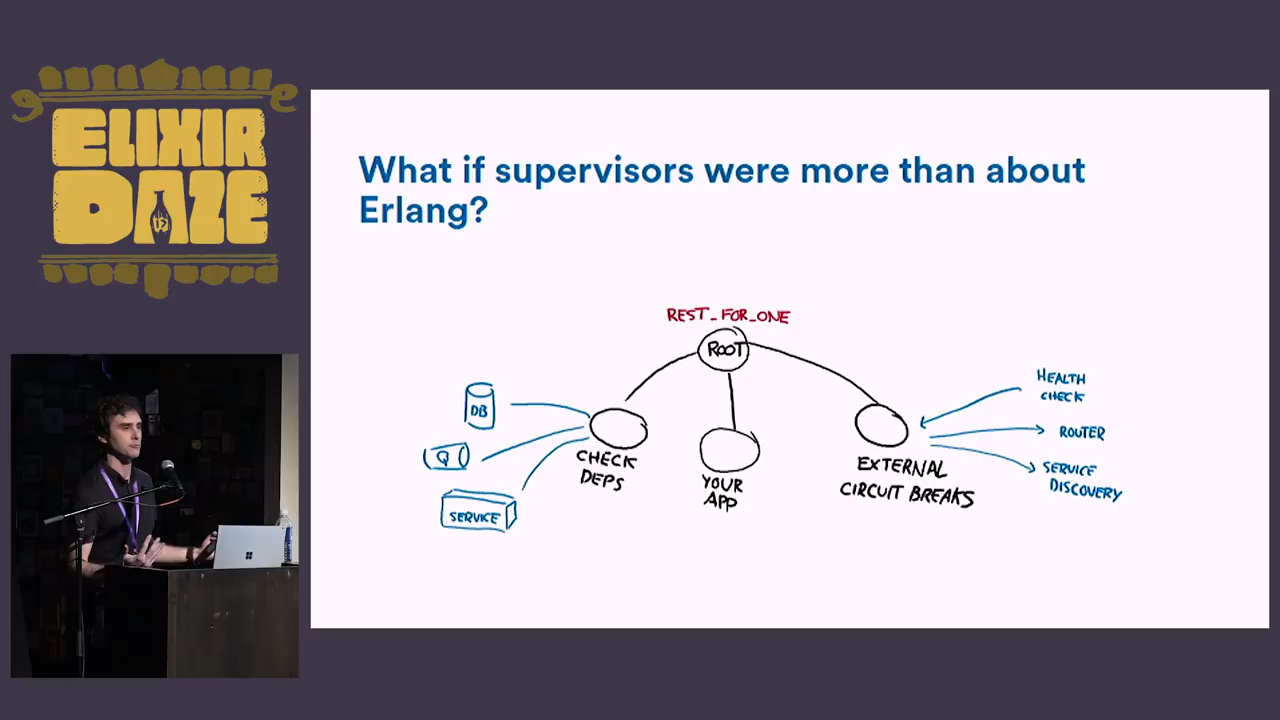 ELIXIR
DAZE
What if supervisors were more than about
Erlang?
REST_FOR_ONE
ROOT
DB
Q
SERVICE
CHECK
DEPS
YOUR
APP
EXTERNAL
CIRCUIT BREAKS
HEALTH
CHECK
ROUTER
SERVICE
DISCOVERY